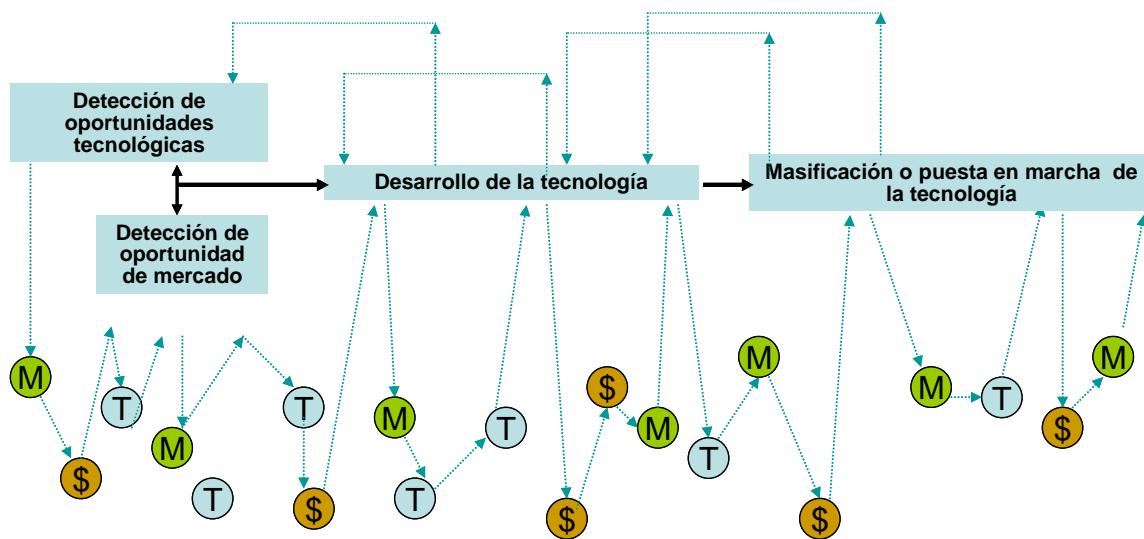 Detección de
oportunidades
tecnológicas
Desarrollo de la tecnología
Masificación o puesta en marcha de
la tecnología
Detección de
oportunidad
de mercado
M
$
T
M
T
T
$
M
T
T
$
$
M
T
M
$
M
T
$
M